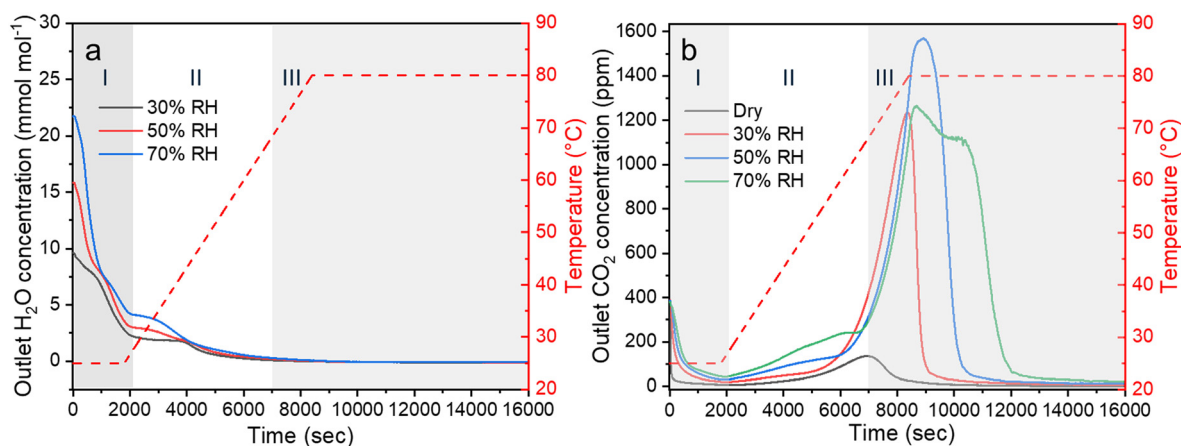 a
I
II
III
30% RH
50% RH
70% RH
Outlet H₂O concentration (mmol mol⁻¹)
30
25
20
15
10
5
0
Temperature (°C)
90
80
70
60
50
40
30
20
0 2000 4000 6000 8000 10000 12000 14000 16000
Time (sec)
b
I
II
III
Dry
30% RH
50% RH
70% RH
Outlet CO₂ concentration (ppm)
1600
1400
1200
1000
800
600
400
200
0
Temperature (°C)
90
80
70
60
50
40
30
20
0 2000 4000 6000 8000 10000 12000 14000 16000
Time (sec)